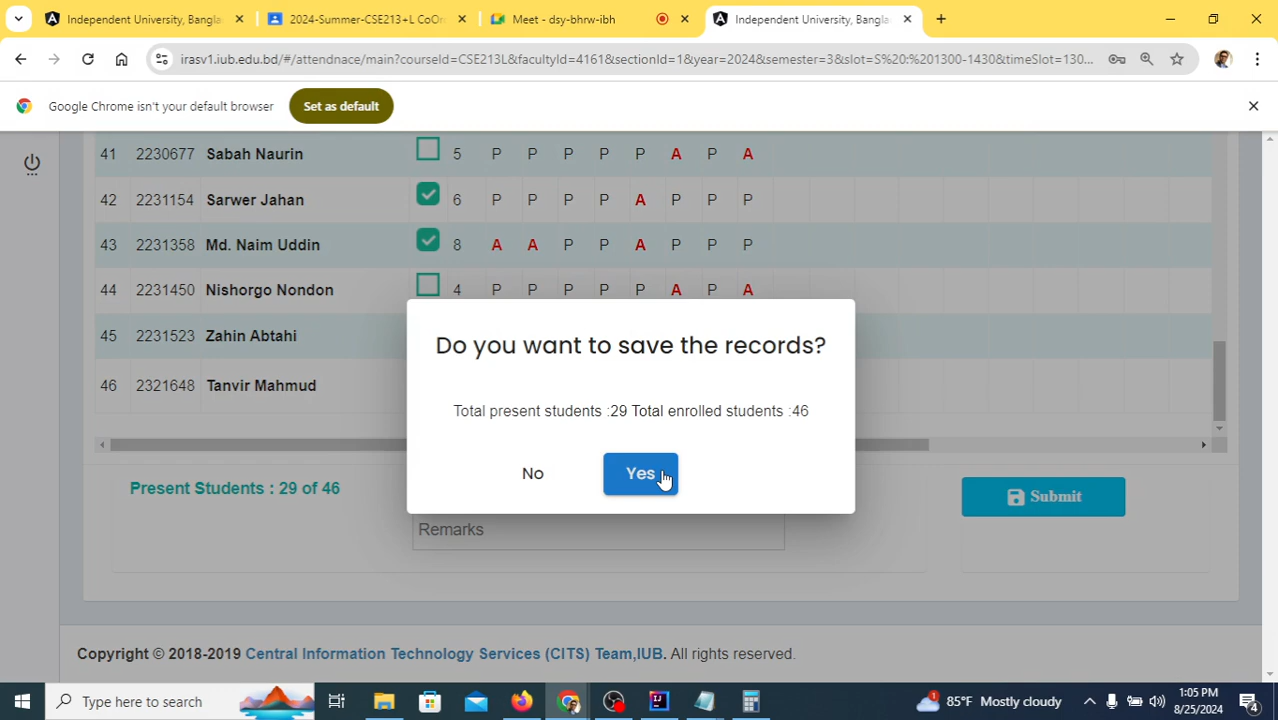 Independent University, Bangla
2024-Summer-CSE213+L CoOr
Meet - dsy-bhrw-ibh
Independent University, Bangla
irasv1.iub.edu.bd/#/attendnace/main?courseId=CSE213L&facultyId=4161&sectionId=1&year=2024&semester=3&slot=S%20:%201300-1430&timeSlot=130...
Google Chrome isn't your default browser
Set as default
41 2230677 Sabah Naurin 5 P P P P P A P A
42 2231154 Sarwer Jahan 6 P P P P A P P P
43 2231358 Md. Naim Uddin 8 A A P P A P P P
44 2231450 Nishorgo Nondon 4 P P P P P A P A
45 2231523 Zahin Abtahi
46 2321648 Tanvir Mahmud
Do you want to save the records?
Total present students :29 Total enrolled students :46
No
Yes
Present Students : 29 of 46
Submit
Remarks
Copyright © 2018-2019 Central Information Technology Services (CITS) Team,IUB. All rights reserved.
Type here to search
1
85°F Mostly cloudy
1:05 PM
8/25/2024
4